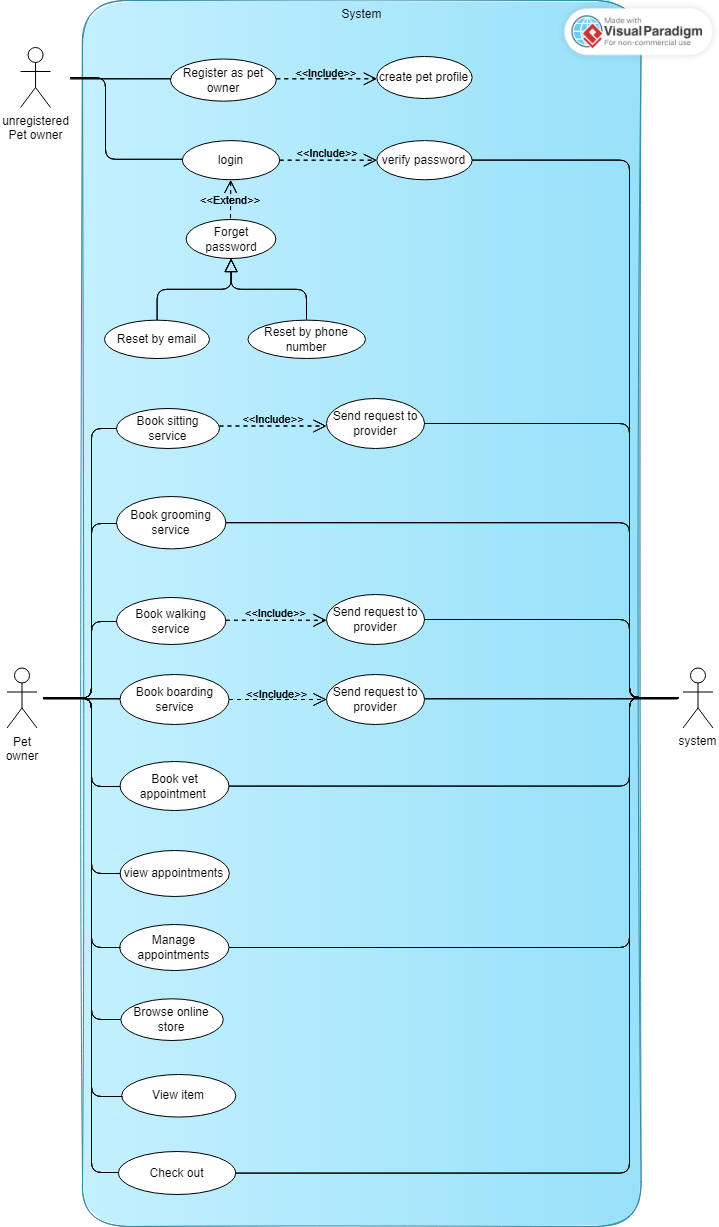 System
Made with
VisualParadigm
For non-commercial use
unregistered
Pet owner
Register as pet
owner
<<Include>>
create pet profile
login
<<Include>>
verify password
<<Extend>>
Forget
password
Reset by email
Reset by phone
number
Book sitting
service
<<Include>>
Send request to
provider
Book grooming
service
Book walking
service
<<Include>>
Send request to
provider
Book boarding
service
<<Include>>
Send request to
provider
Pet
owner
system
Book vet
appointment
view appointments
Manage
appointments
Browse online
store
View item
Check out